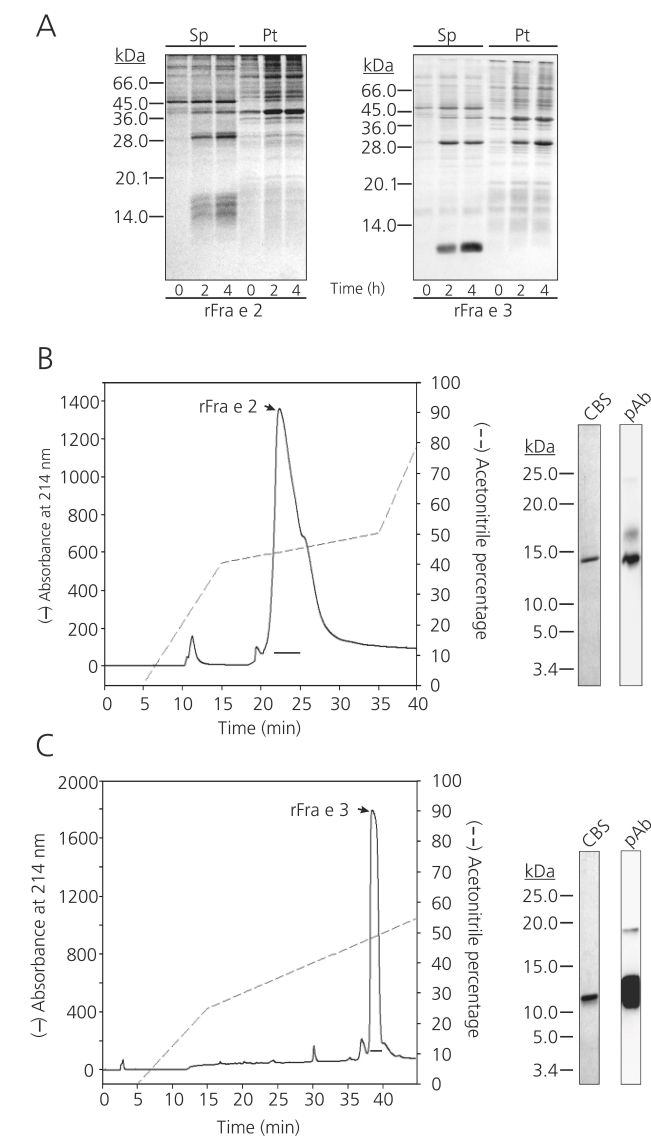 A
Sp Pt
kDa
66.0
45.0
36.0
28.0
20.1
14.0
0 2 4 0 2 4
rFra e 2
Time (h)
Sp Pt
kDa
66.0
45.0
36.0
28.0
20.1
14.0
0 2 4 0 2 4
rFra e 3
B
(–) Absorbance at 214 nm
1400
1200
1000
800
600
400
200
0
rFra e 2
100
90
80
70
60
50
40
30
20
10
0
(--) Acetonitrile percentage
0 5 10 15 20 25 30 35 40
Time (min)
CBS pAb
kDa
25.0
20.0
15.0
10.0
5.0
3.4
C
(–) Absorbance at 214 nm
2000
1600
1200
800
400
0
rFra e 3
100
90
80
70
60
50
40
30
20
10
0
(--) Acetonitrile percentage
0 5 10 15 20 25 30 35 40
Time (min)
CBS pAb
kDa
25.0
20.0
15.0
10.0
5.0
3.4